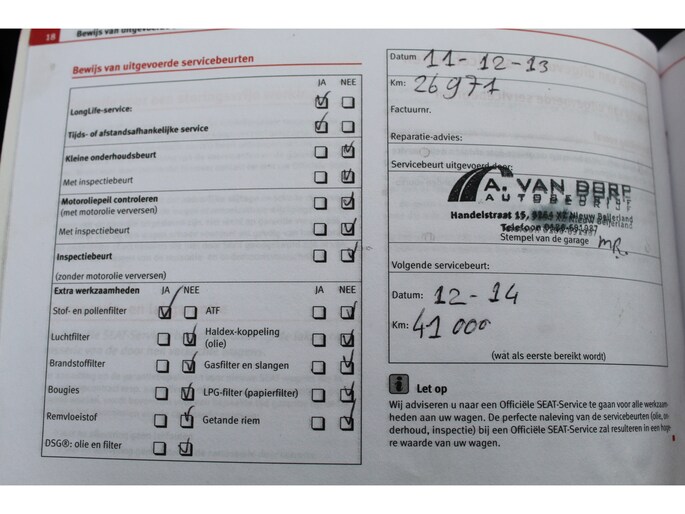 18
Bewijs van uitgevoerde servicebeurten
JA NEE
LongLife-service:
Tijds- of afstandsafhankelijke service
Kleine onderhoudsbeurt
Met inspectiebeurt
Motoroliepeil controleren
(met motorolie verversen)
Met inspectiebeurt
Inspectiebeurt
(zonder motorolie verversen)
Extra werkzaamheden JA NEE JA NEE
Stof- en pollenfilter ATF
Luchtfilter Haldex-koppeling
(olie)
Brandstoffilter Gasfilter en slangen
Bougies LPG-filter (papierfilter)
Remvloeistof Getande riem
DSG®: olie en filter
Datum 11-12-13
Km: 26971
Factuurnr.
Reparatie-advies:
Servicebeurt uitgevoerd door:
A. VAN DORP
AUTOBEDRIJF
Handelstraat 15, Nieuw Beijerland
Telefoon
Stempel van de garage MR
Volgende servicebeurt:
Datum: 12-14
Km: 41000
(wat als eerste bereikt wordt)
i Let op
Wij adviseren u naar een Officiële SEAT-Service te gaan voor alle werkzaam-
heden aan uw wagen. De perfecte naleving van de servicebeurten (olie, on-
derhoud, inspectie) bij een Officiële SEAT-Service zal resulteren in een hoge-
re waarde van uw wagen.